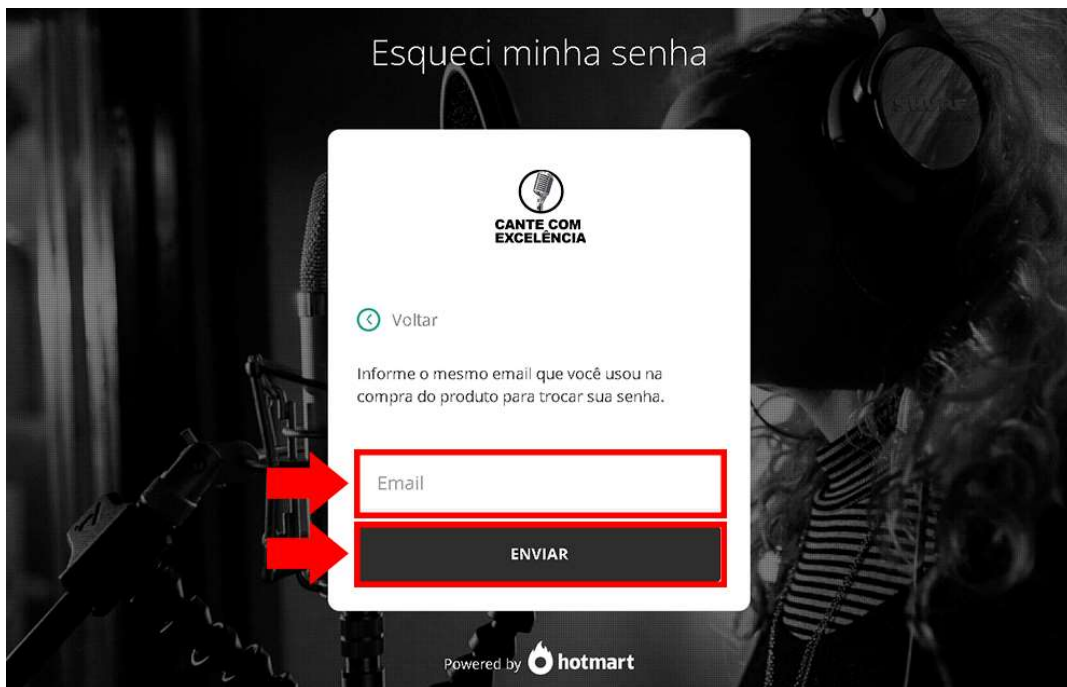 Esqueci minha senha
SHURE
CANTE COM
EXCELÊNCIA
Voltar
Informe o mesmo email que você usou na
compra do produto para trocar sua senha.
Email
ENVIAR
Powered by hotmart